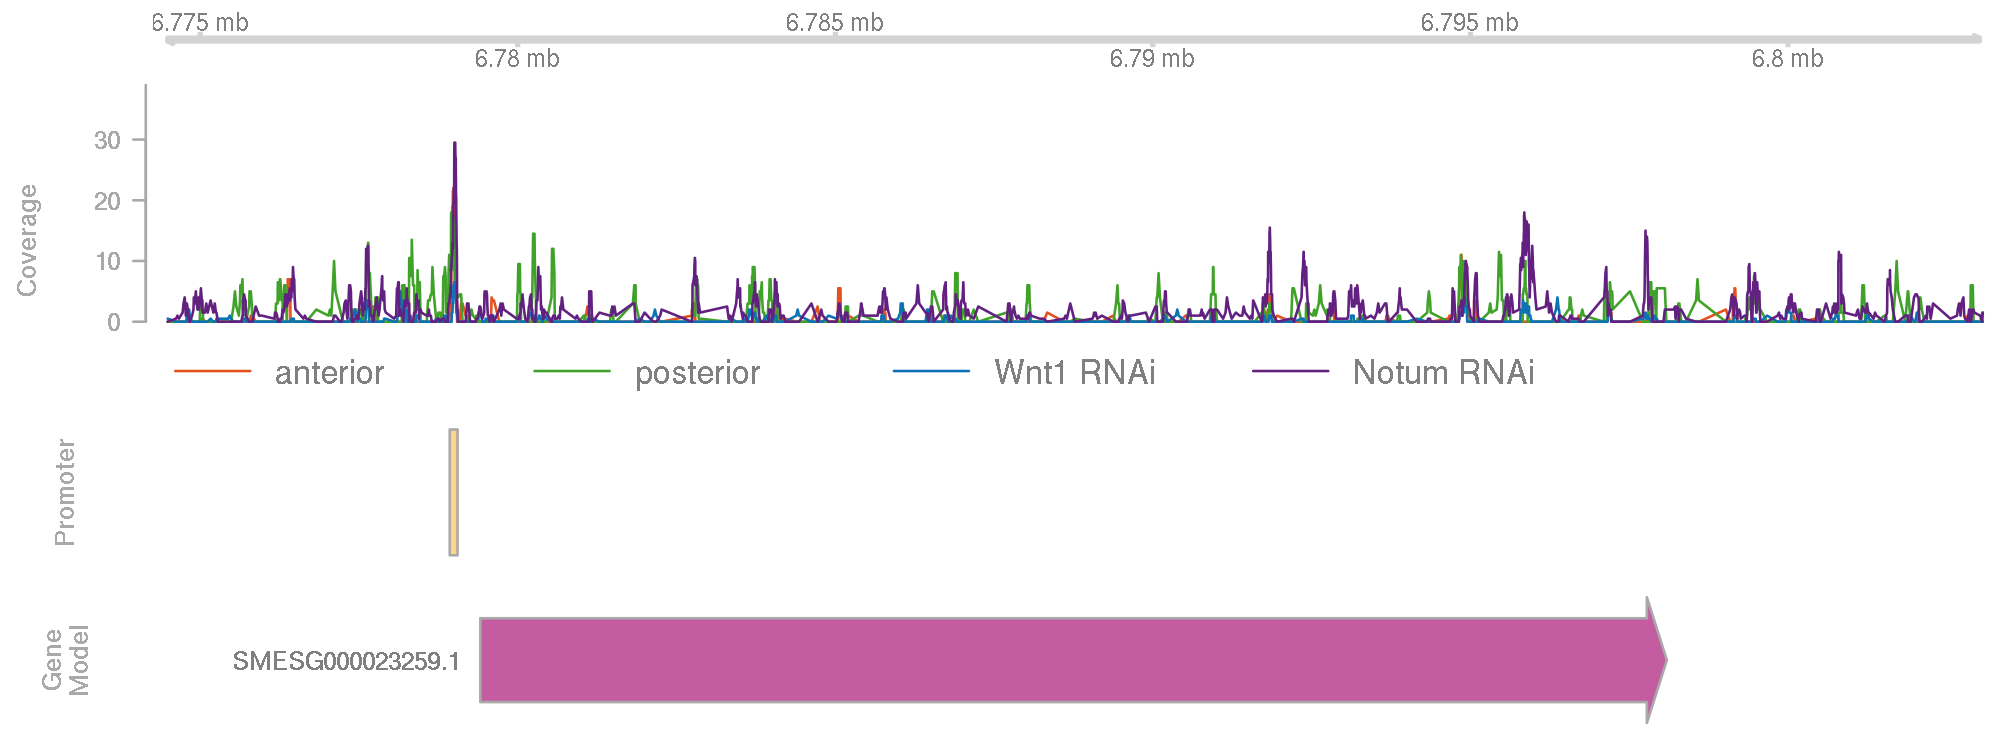 6.775 mb 6.785 mb 6.795 mb
6.78 mb 6.79 mb 6.8 mb
Coverage
30
20
10
0
anterior posterior Wnt1 RNAi Notum RNAi
Promoter
Gene
Model
SMESG000023259.1